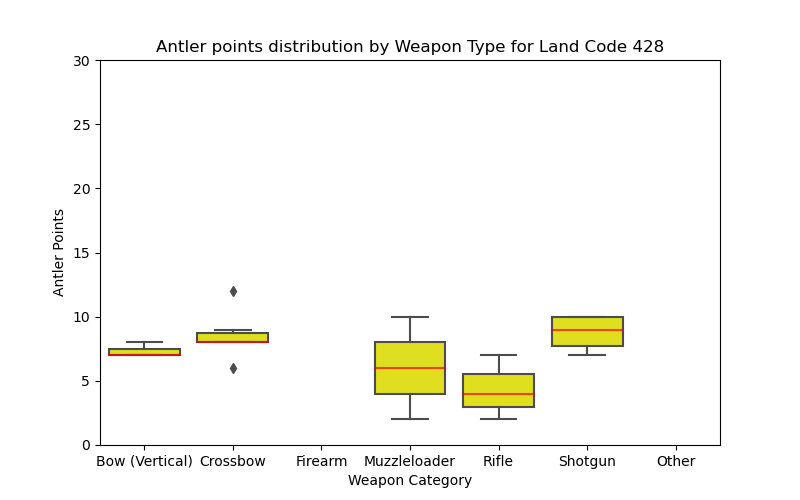 Antler points distribution by Weapon Type for Land Code 428
30
25
20
15
10
5
0
Antler Points
Bow (Vertical) Crossbow Firearm Muzzleloader Rifle Shotgun Other
Weapon Category